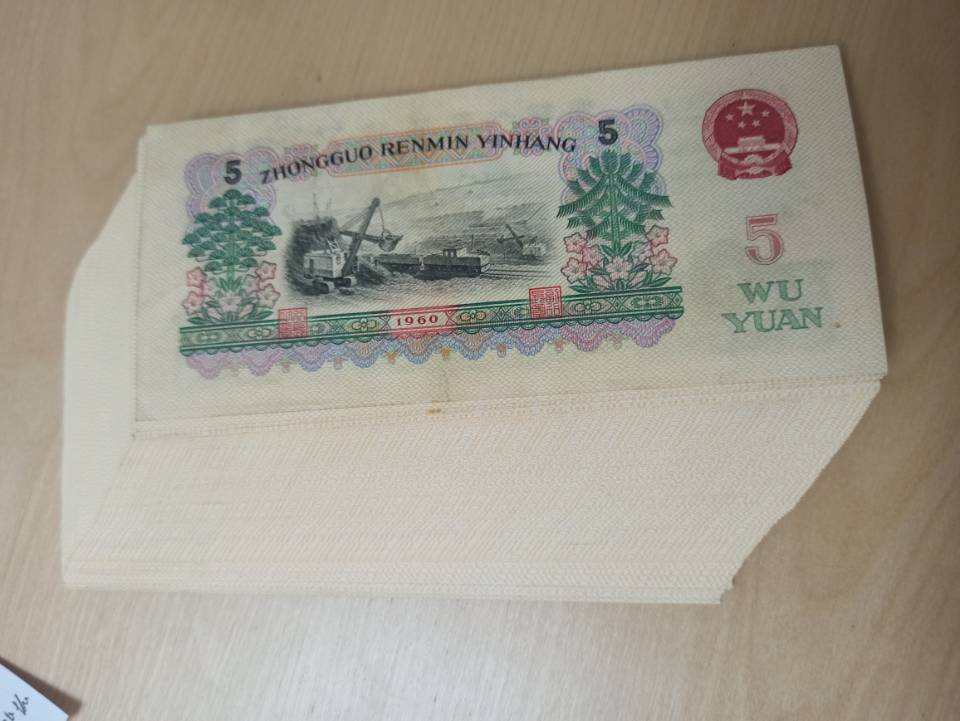 5 ZHONGGUO RENMIN YINHANG 5
5
WU
YUAN
1960